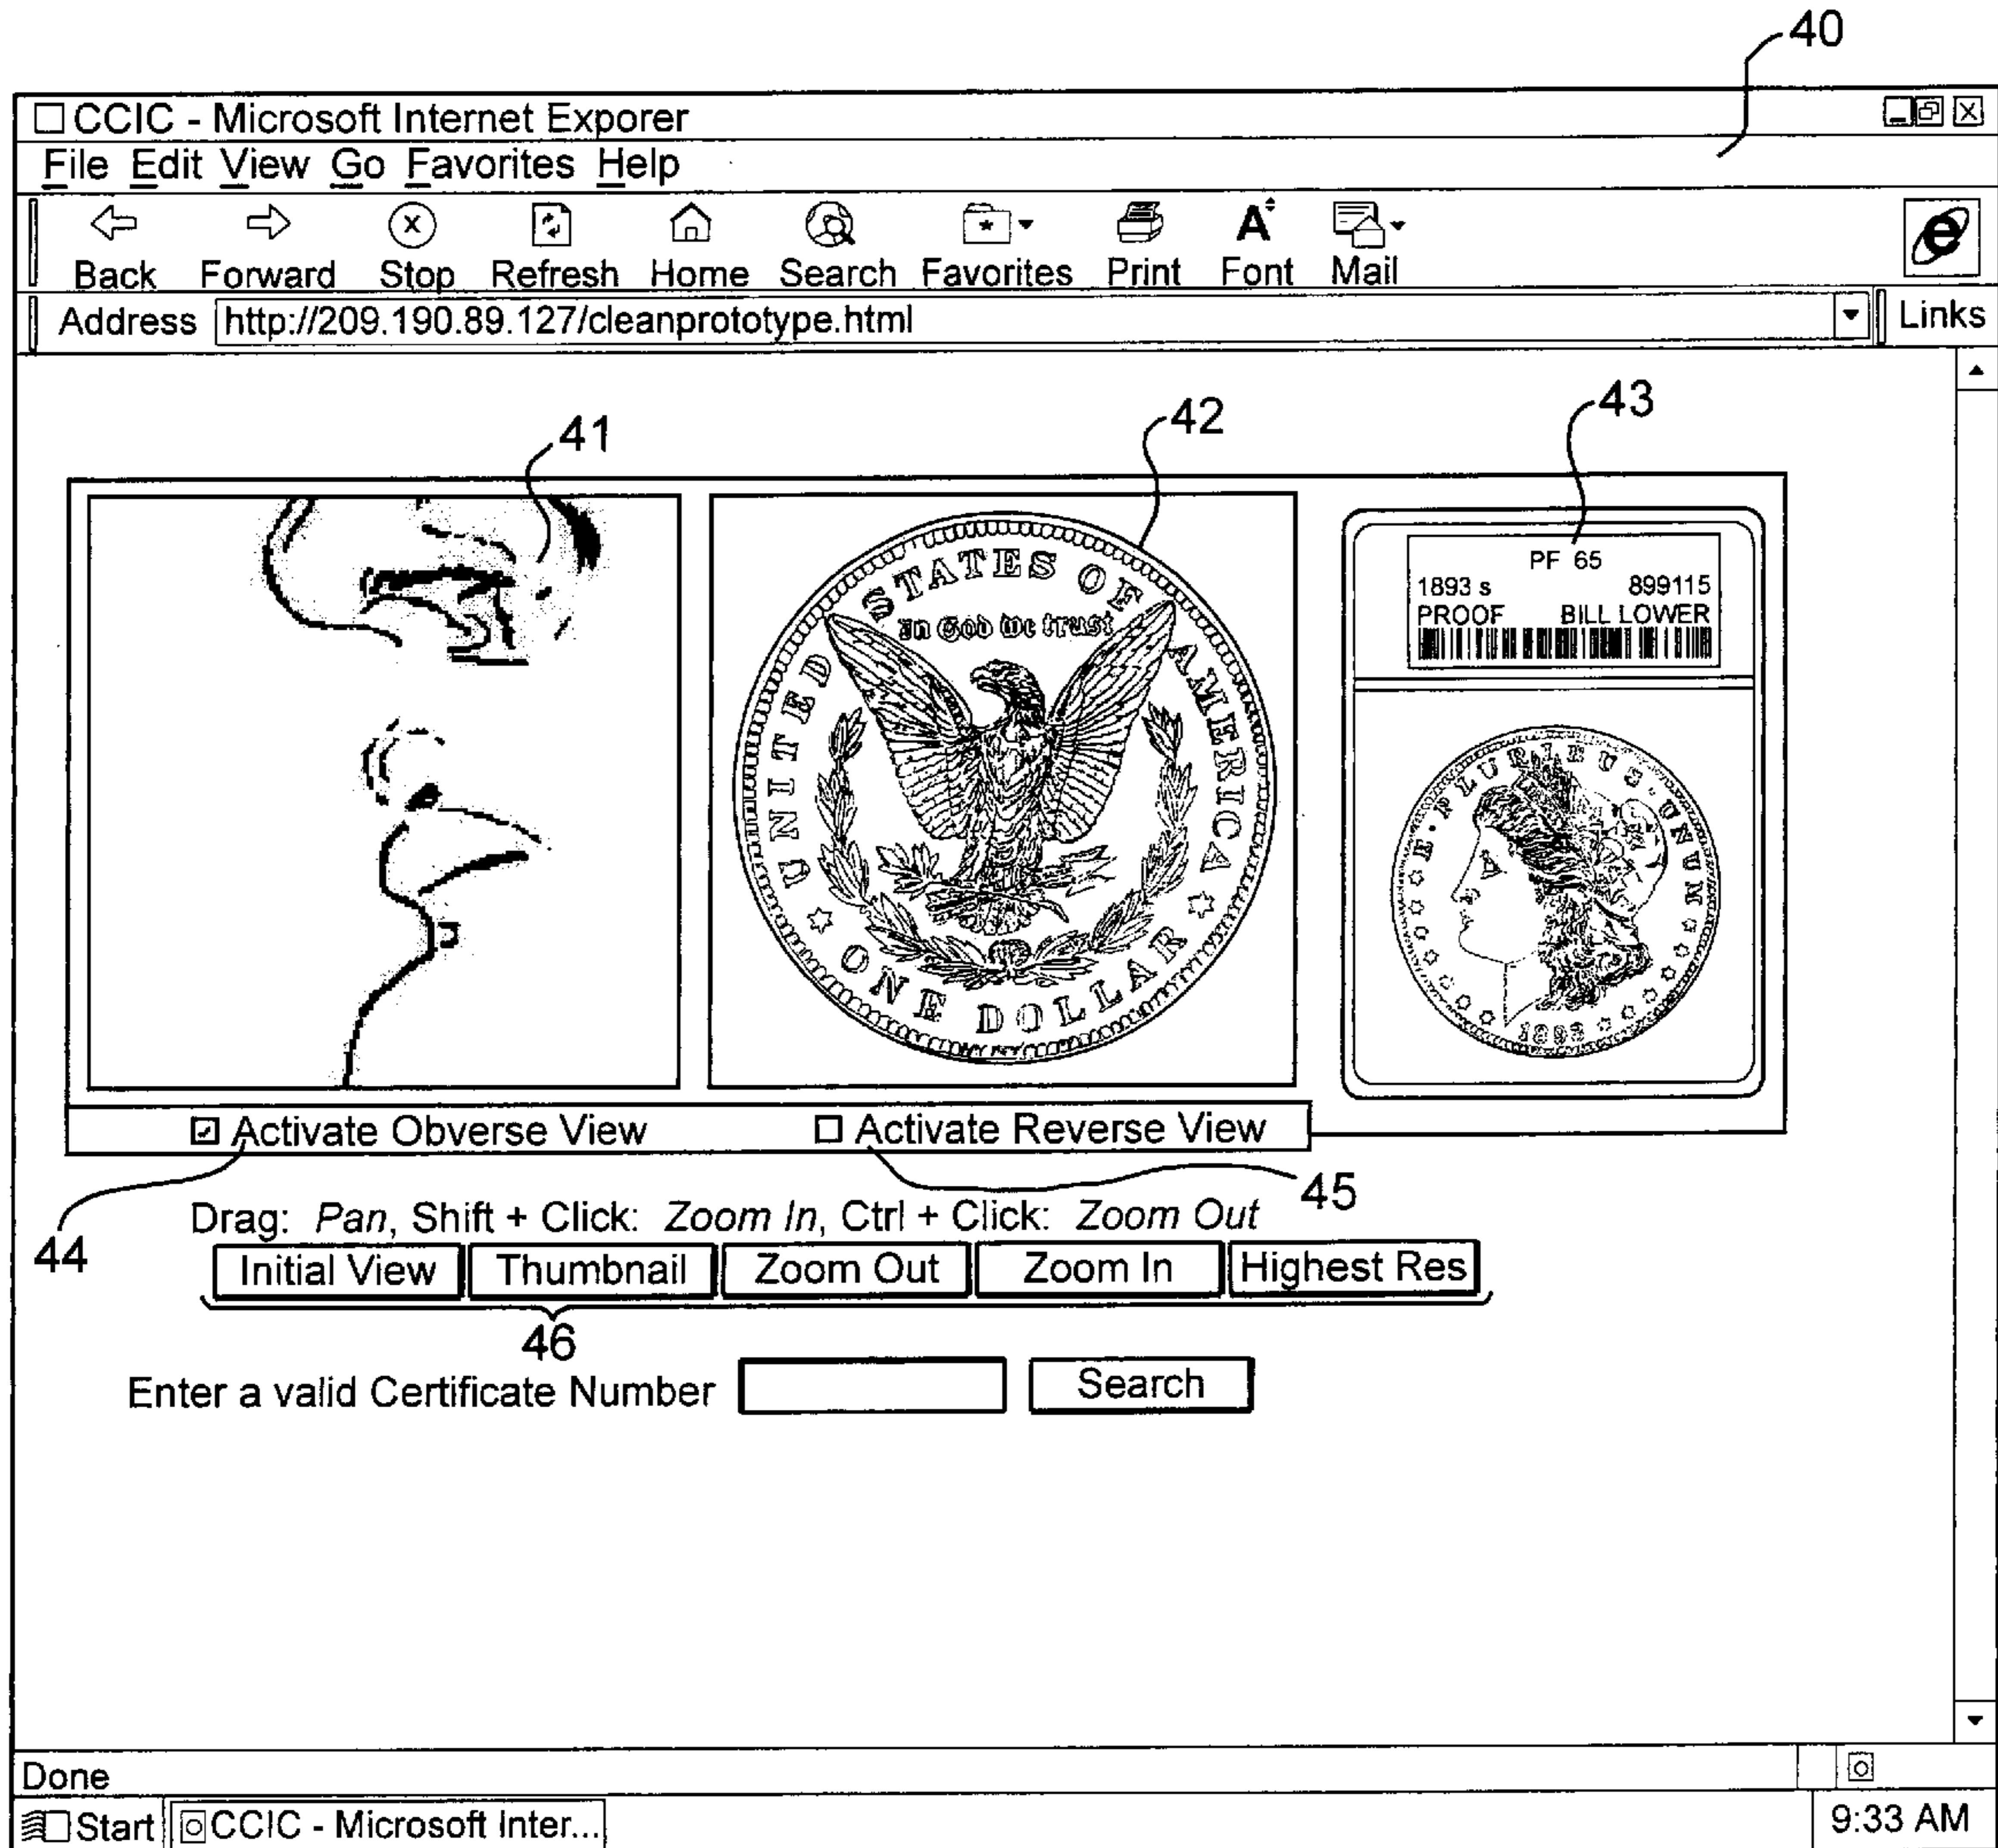 40
CCIC - Microsoft Internet Exporer
File Edit View Go Favorites Help
Back Forward Stop Refresh Home Search Favorites Print Font Mail
Address http://209.190.89.127/cleanprototype.html Links
41
42
43
UNITED STATES OF AMERICA
In God we trust
ONE DOLLAR
PF 65
1893 s 899115
PROOF BILL LOWER
E·PLURIBUS·UNUM
1893
Activate Obverse View Activate Reverse View
44
45
Drag: Pan, Shift + Click: Zoom In, Ctrl + Click: Zoom Out
Initial View Thumbnail Zoom Out Zoom In Highest Res
46
Enter a valid Certificate Number Search
Done
Start CCIC - Microsoft Inter... 9:33 AM